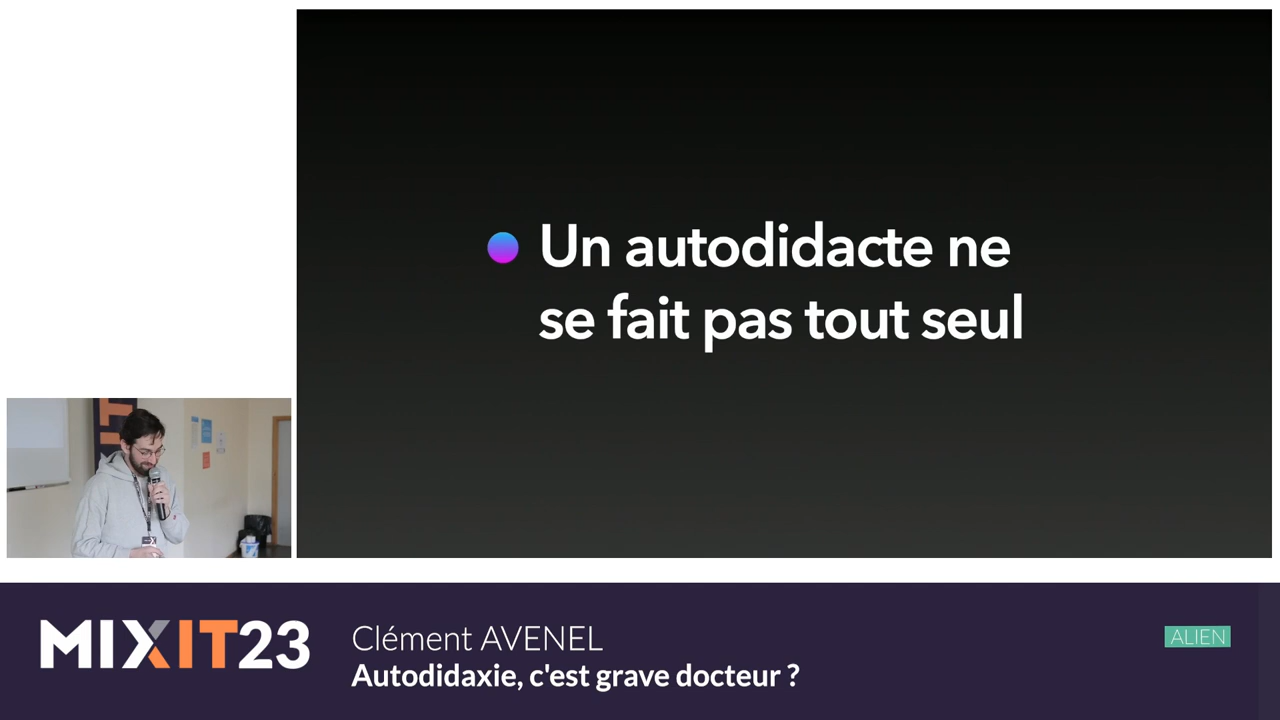 Un autodidacte ne
se fait pas tout seul
MIXIT23
Clément AVENEL
Autodidaxie, c'est grave docteur ?
ALIEN